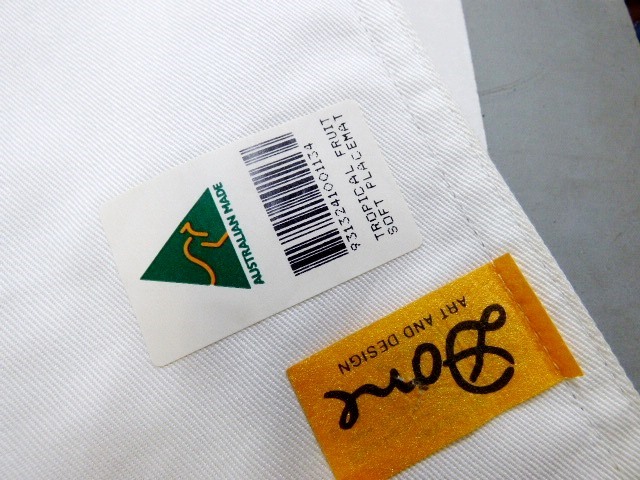 AUSTRALIAN MADE
9313241001134
TROPICAL FRUIT
SOFT PLACEMAT
Done
ART AND DESIGN